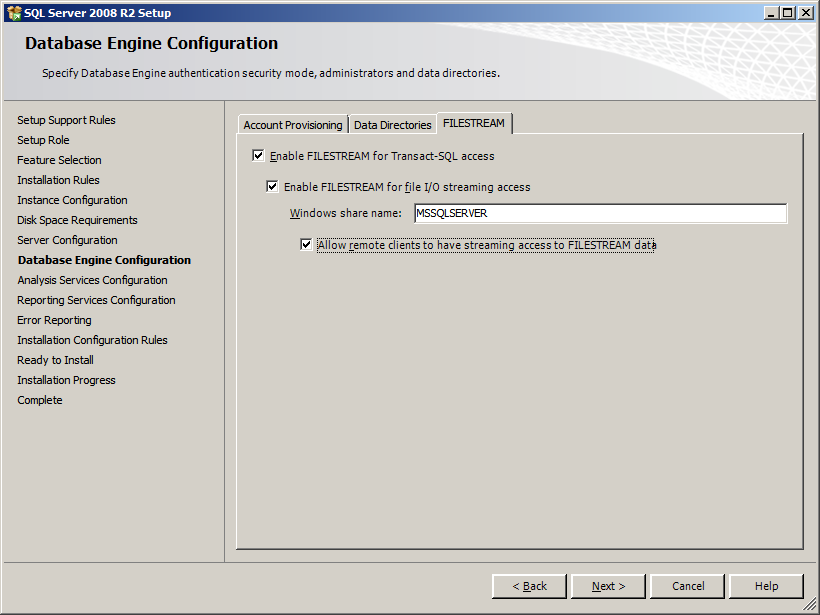 SQL Server 2008 R2 Setup
Database Engine Configuration
Specify Database Engine authentication security mode, administrators and data directories.
Setup Support Rules
Setup Role
Feature Selection
Installation Rules
Instance Configuration
Disk Space Requirements
Server Configuration
Database Engine Configuration
Analysis Services Configuration
Reporting Services Configuration
Error Reporting
Installation Configuration Rules
Ready to Install
Installation Progress
Complete
Account Provisioning Data Directories FILESTREAM
Enable FILESTREAM for Transact-SQL access
Enable FILESTREAM for file I/O streaming access
Windows share name: MSSQLSERVER
Allow remote clients to have streaming access to FILESTREAM data
< Back Next > Cancel Help